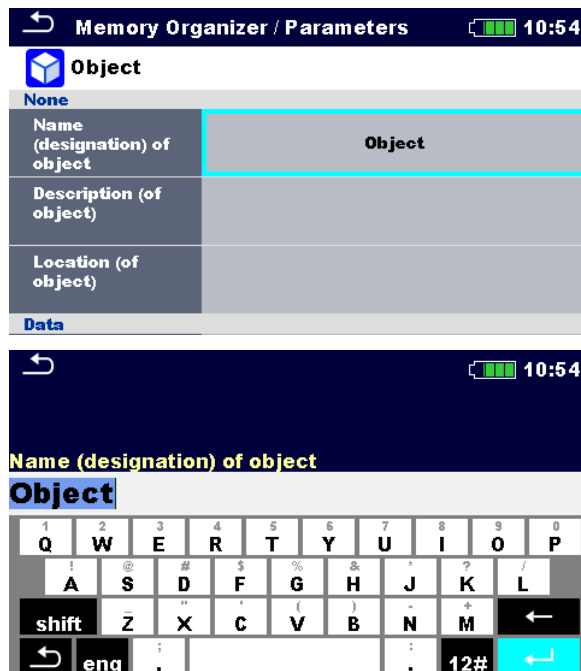 Memory Organizer / Parameters 10:54
Object
None
Name
(designation) of
object
Object
Description (of
object)
Location (of
object)
Data
10:54
Name (designation) of object
Object
1 2 3 4 5 6 7 8 9 0
Q W E R T Y U I O P
! @ # $ % & * ? /
A S D F G H J K L
_ " ' ( ) - +
shift Z X C V B N M
; :
eng , . 12#